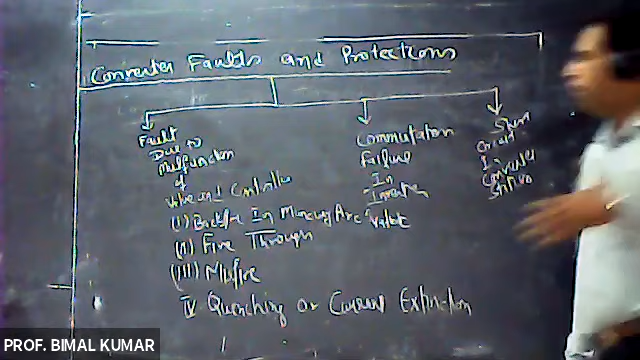 Converter Faults and Protections
Fault
Due to
Malfunction
of
Valve and Controller
(i) Backfire In Mercury Arc Valve
(ii) Fire Through
(iii) Misfire
IV Quenching or Current Extinction
Commutation
Failure
- In
Inverter
Short
Circuit
In
Converter
Station
PROF. BIMAL KUMAR